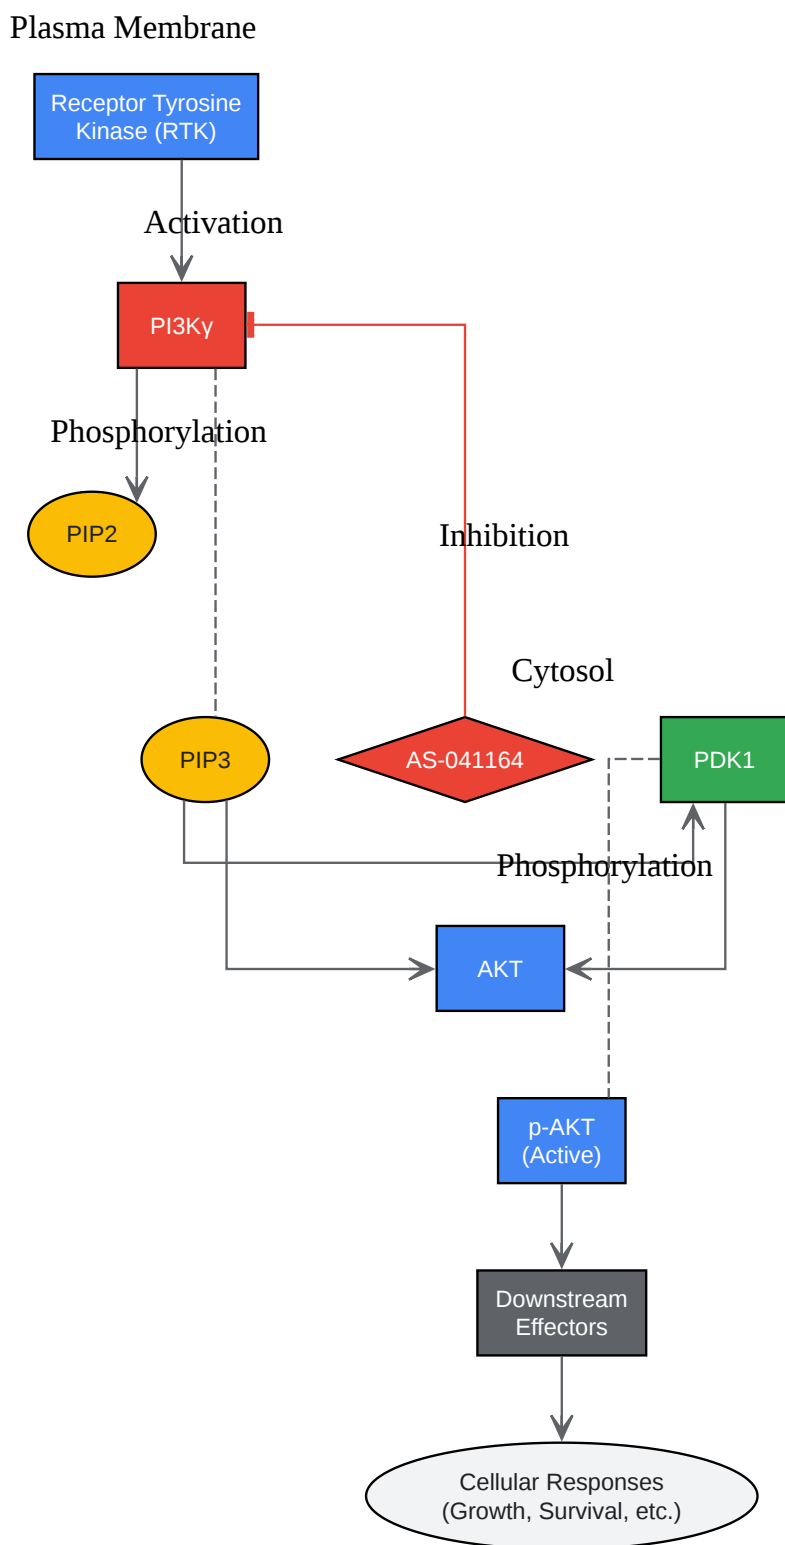 Plasma Membrane
Receptor Tyrosine
Kinase (RTK)
Activation
PI3Kγ
Phosphorylation
PIP2
Inhibition
Cytosol
PIP3
AS-041164
PDK1
Phosphorylation
AKT
p-AKT
(Active)
Downstream
Effectors
Cellular Responses
(Growth, Survival, etc.)